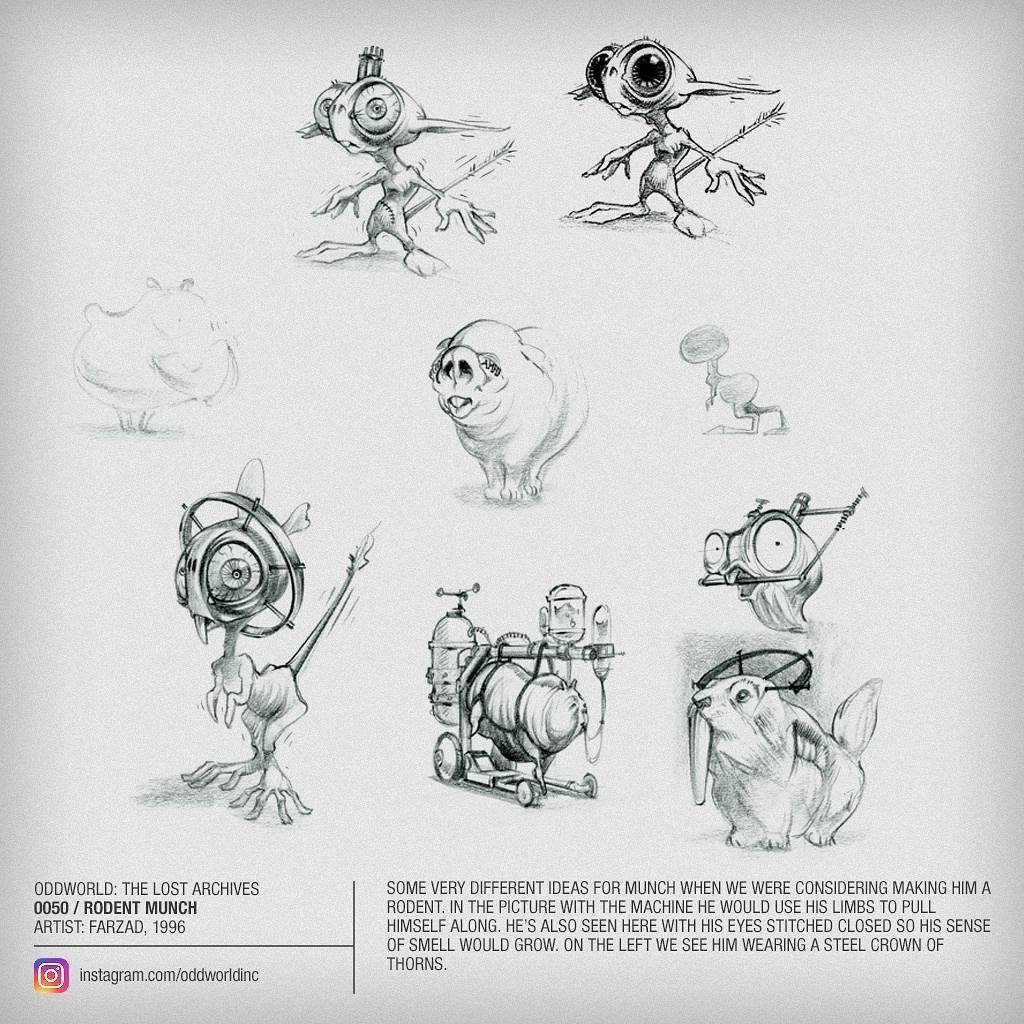 ODDWORLD: THE LOST ARCHIVES
0050 / RODENT MUNCH
ARTIST: FARZAD, 1996
instagram.com/oddworldinc
SOME VERY DIFFERENT IDEAS FOR MUNCH WHEN WE WERE CONSIDERING MAKING HIM A
RODENT. IN THE PICTURE WITH THE MACHINE HE WOULD USE HIS LIMBS TO PULL
HIMSELF ALONG. HE'S ALSO SEEN HERE WITH HIS EYES STITCHED CLOSED SO HIS SENSE
OF SMELL WOULD GROW. ON THE LEFT WE SEE HIM WEARING A STEEL CROWN OF
THORNS.